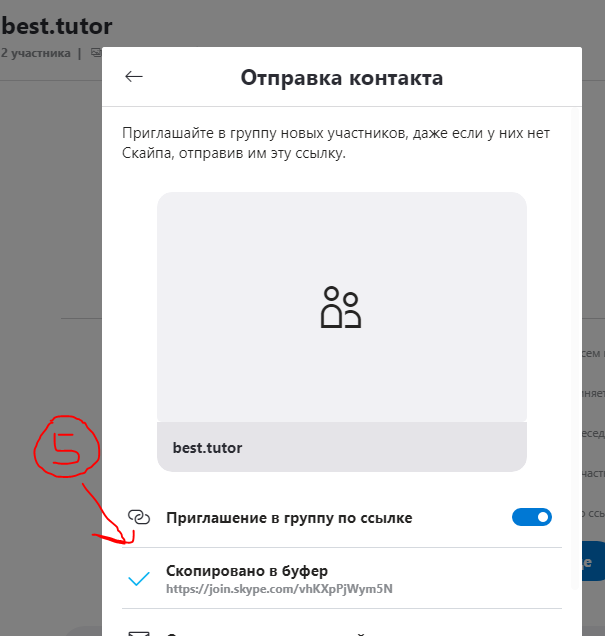 best.tutor
2 участника |
Отправка контакта
Приглашайте в группу новых участников, даже если у них нет
Скайпа, отправив им эту ссылку.
best.tutor
5
Приглашение в группу по ссылке
Скопировано в буфер
https://join.skype.com/vhKXpPjWym5N